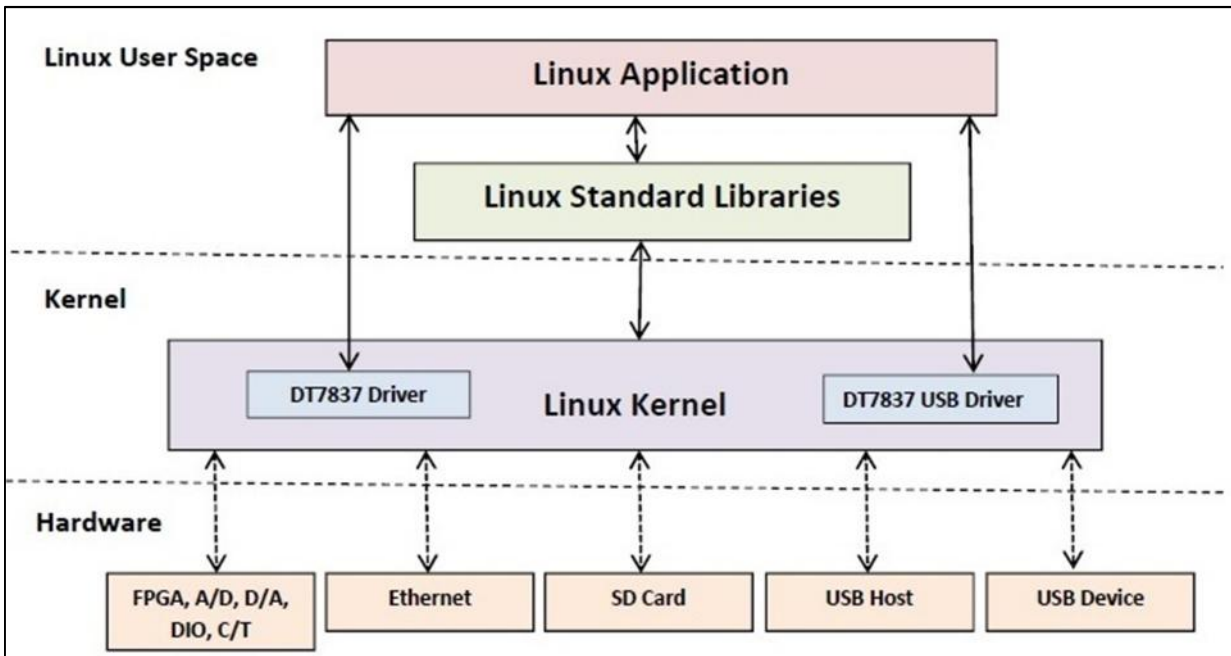 Linux User Space
Linux Application
Linux Standard Libraries
Kernel
DT7837 Driver
Linux Kernel
DT7837 USB Driver
Hardware
FPGA, A/D, D/A,
DIO, C/T
Ethernet
SD Card
USB Host
USB Device